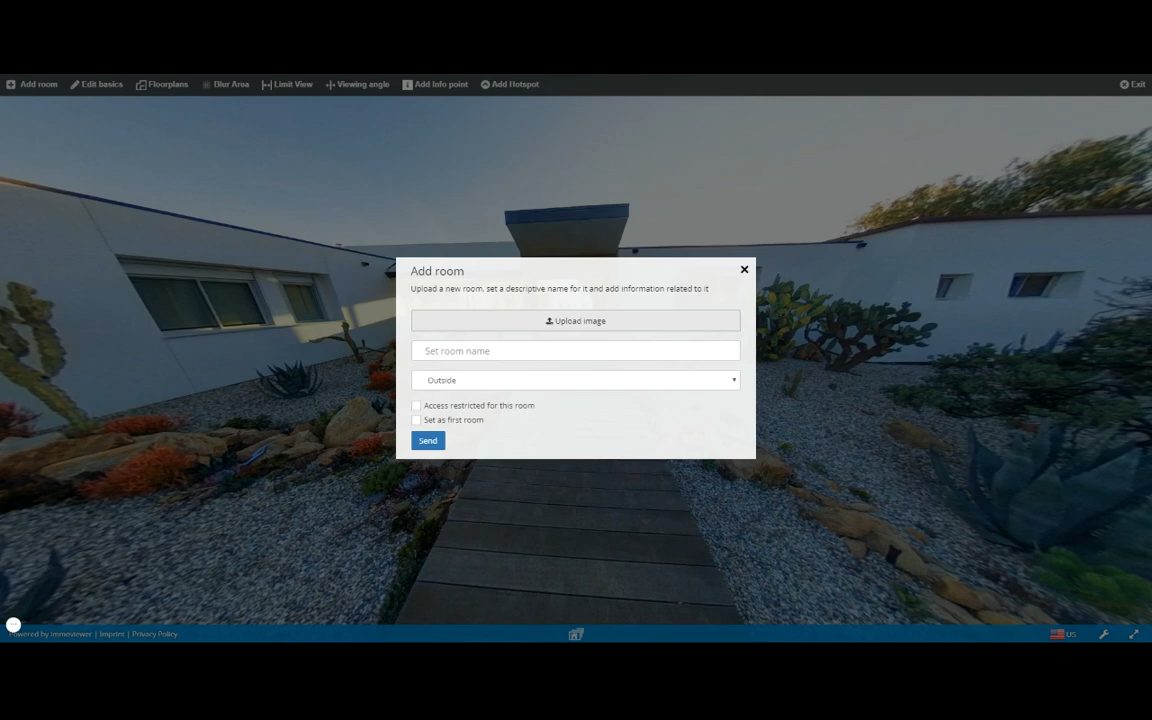 Add room Edit basics Floorplans Blur Area Limit View Viewing angle Add Info point Add Hotspot Exit
Add room
Upload a new room, set a descriptive name for it and add information related to it
Upload image
Set room name
Outside
Access restricted for this room
Set as first room
Send
Powered by Immoviewer | Imprint | Privacy Policy US